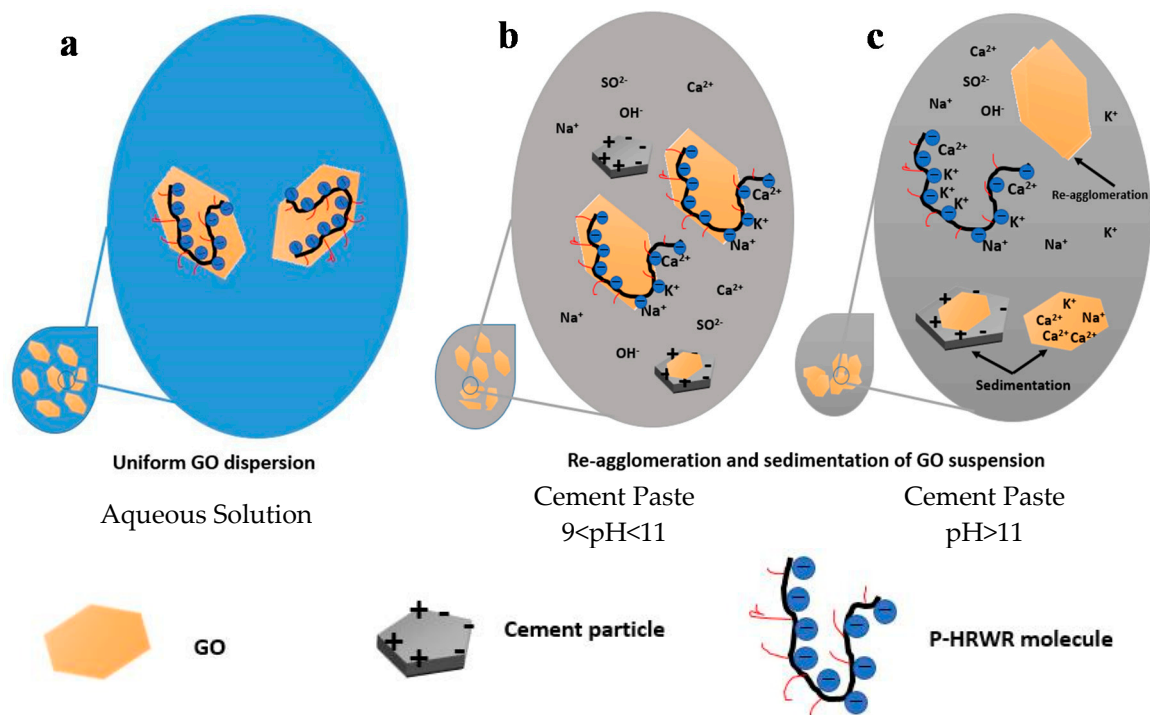 a
b
c
SO²⁻
Ca²⁺
OH⁻
Na⁺
Ca²⁺
K⁺
Na⁺
Ca²⁺
K⁺
Na⁺
Ca²⁺
Na⁺
SO²⁻
OH⁻
Ca²⁺
SO²⁻
Na⁺
OH⁻
K⁺
Ca²⁺
K⁺
K⁺
Ca²⁺
K⁺
K⁺
Na⁺
Na⁺
K⁺
Re-agglomeration
K⁺
Ca²⁺
Na⁺
Ca²⁺
Ca²⁺
Sedimentation
Uniform GO dispersion
Re-agglomeration and sedimentation of GO suspension
Aqueous Solution
Cement Paste
9<pH<11
Cement Paste
pH>11
GO
Cement particle
P-HRWR molecule